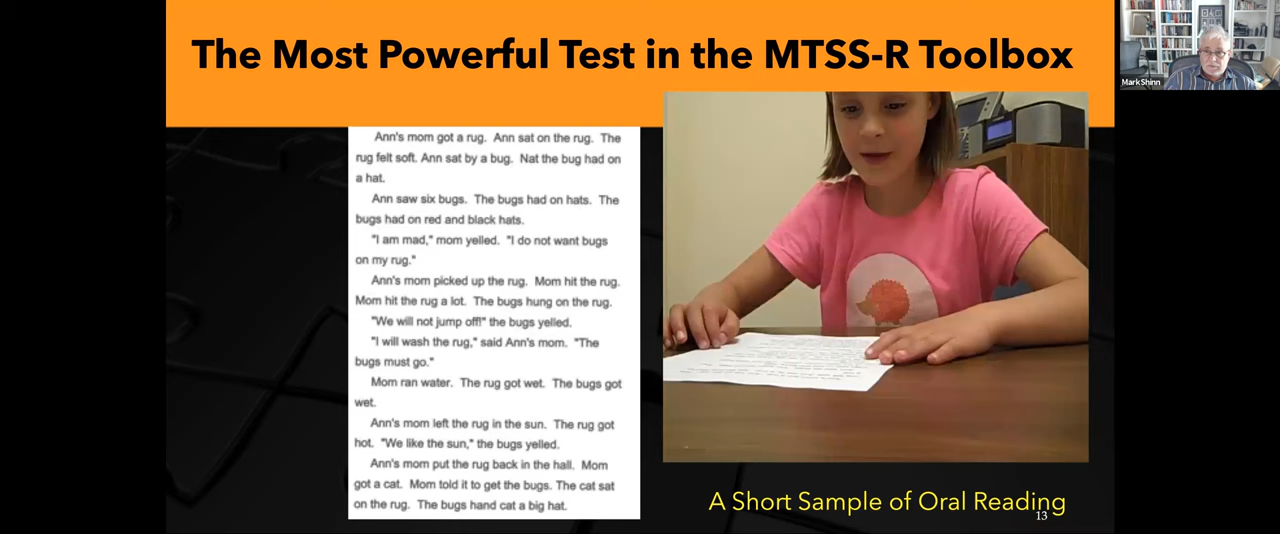 The Most Powerful Test in the MTSS-R Toolbox
Mark Shinn
Ann's mom got a rug. Ann sat on the rug. The
rug felt soft. Ann sat by a bug. Nat the bug had on
a hat.
Ann saw six bugs. The bugs had on hats. The
bugs had on red and black hats.
"I am mad," mom yelled. "I do not want bugs
on my rug."
Ann's mom picked up the rug. Mom hit the rug.
Mom hit the rug a lot. The bugs hung on the rug.
"We will not jump off!" the bugs yelled.
"I will wash the rug," said Ann's mom. "The
bugs must go."
Mom ran water. The rug got wet. The bugs got
wet.
Ann's mom left the rug in the sun. The rug got
hot. "We like the sun," the bugs yelled.
Ann's mom put the rug back in the hall. Mom
got a cat. Mom told it to get the bugs. The cat sat
on the rug. The bugs hand cat a big hat.
A Short Sample of Oral Reading
13